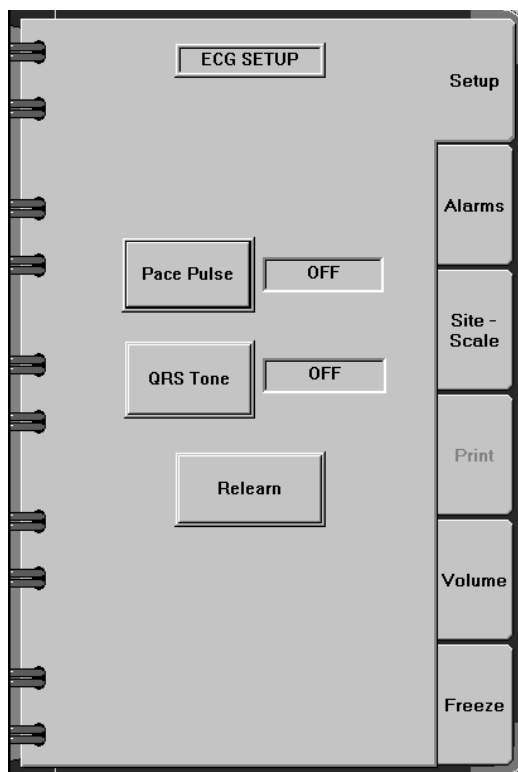 ECG SETUP
Setup
Alarms
Pace Pulse
OFF
Site -
Scale
QRS Tone
OFF
Print
Relearn
Volume
Freeze